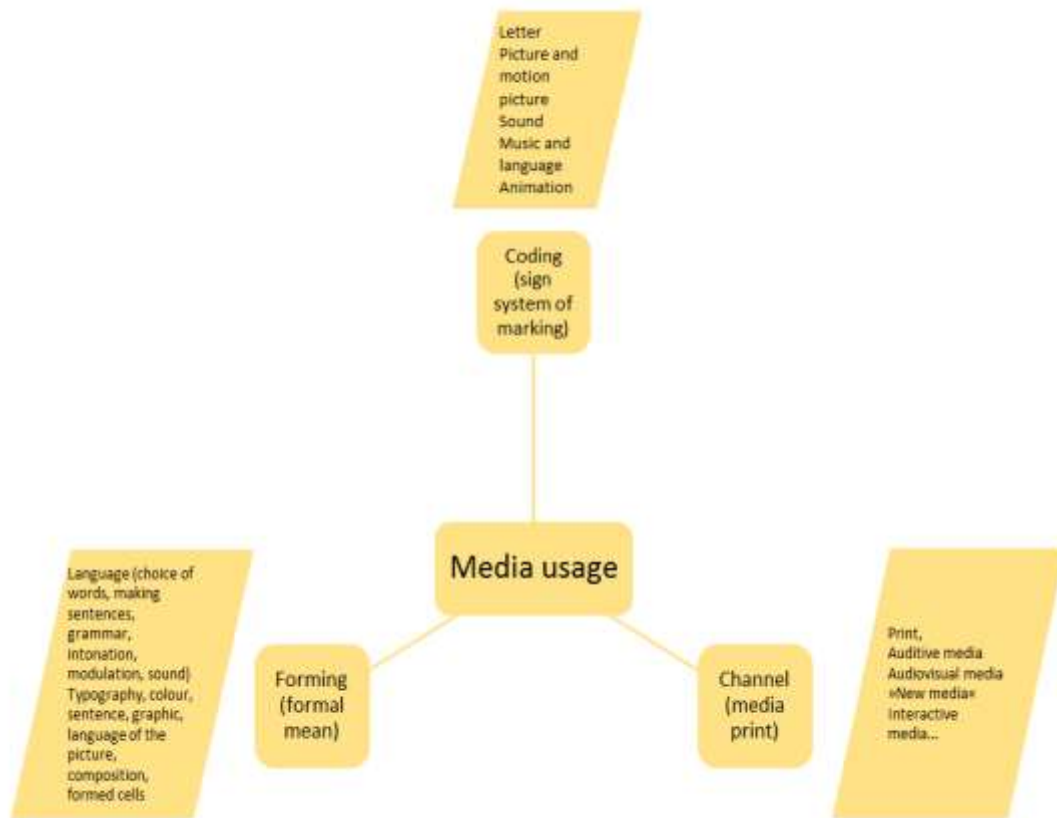 Letter
Picture and
motion
picture
Sound
Music and
language
Animation
Coding
(sign
system of
marking)
Media usage
Language (choice of
words, making
sentences,
grammar,
intonation,
modulation, sound)
Typography, colour,
sentence, graphic,
language of the
picture,
composition,
formed cells
Forming
(formal
mean)
Channel
(media
print)
Print,
Auditive media
Audiovisual media
»New media«
Interactive
media...